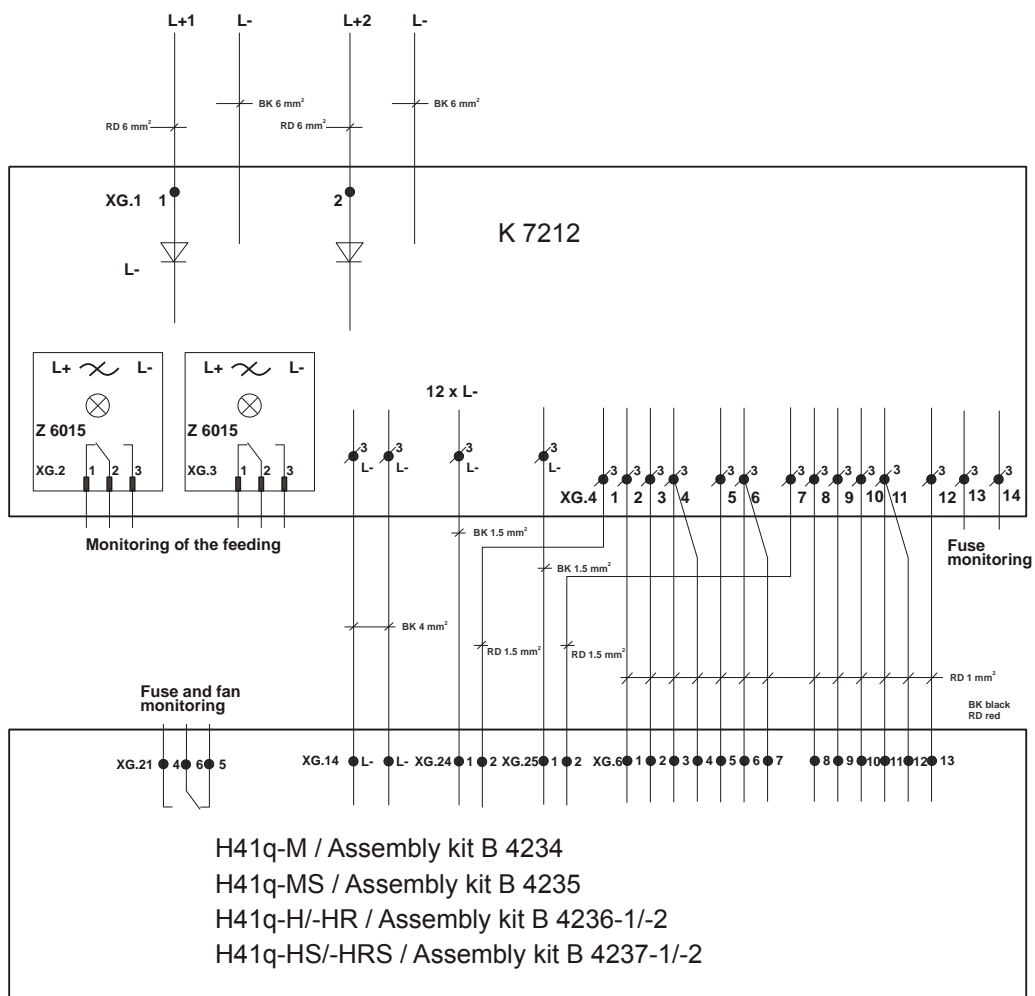 L+1 L- L+2 L-
BK 6 mm² BK 6 mm²
RD 6 mm² RD 6 mm²
XG.1 1 2
K 7212
L-
L+ L- L+ L-
12 x L-
Z 6015 Z 6015
3 3 3 3
L- L- L- L-
XG.2 1 2 3 XG.3 1 2 3
3 3 3 3 3 3 3 3 3 3 3 3 3 3
XG.4 1 2 3 4 5 6 7 8 9 10 11 12 13 14
Monitoring of the feeding
BK 1.5 mm²
Fuse
monitoring
BK 1.5 mm²
BK 4 mm²
RD 1.5 mm² RD 1.5 mm²
RD 1 mm²
Fuse and fan
monitoring
BK black
RD red
XG.21 4 6 5 XG.14 L- L- XG.24 1 2 XG.25 1 2 XG.6 1 2 3 4 5 6 7 8 9 10 11 12 13
H41q-M / Assembly kit B 4234
H41q-MS / Assembly kit B 4235
H41q-H/-HR / Assembly kit B 4236-1/-2
H41q-HS/-HRS / Assembly kit B 4237-1/-2